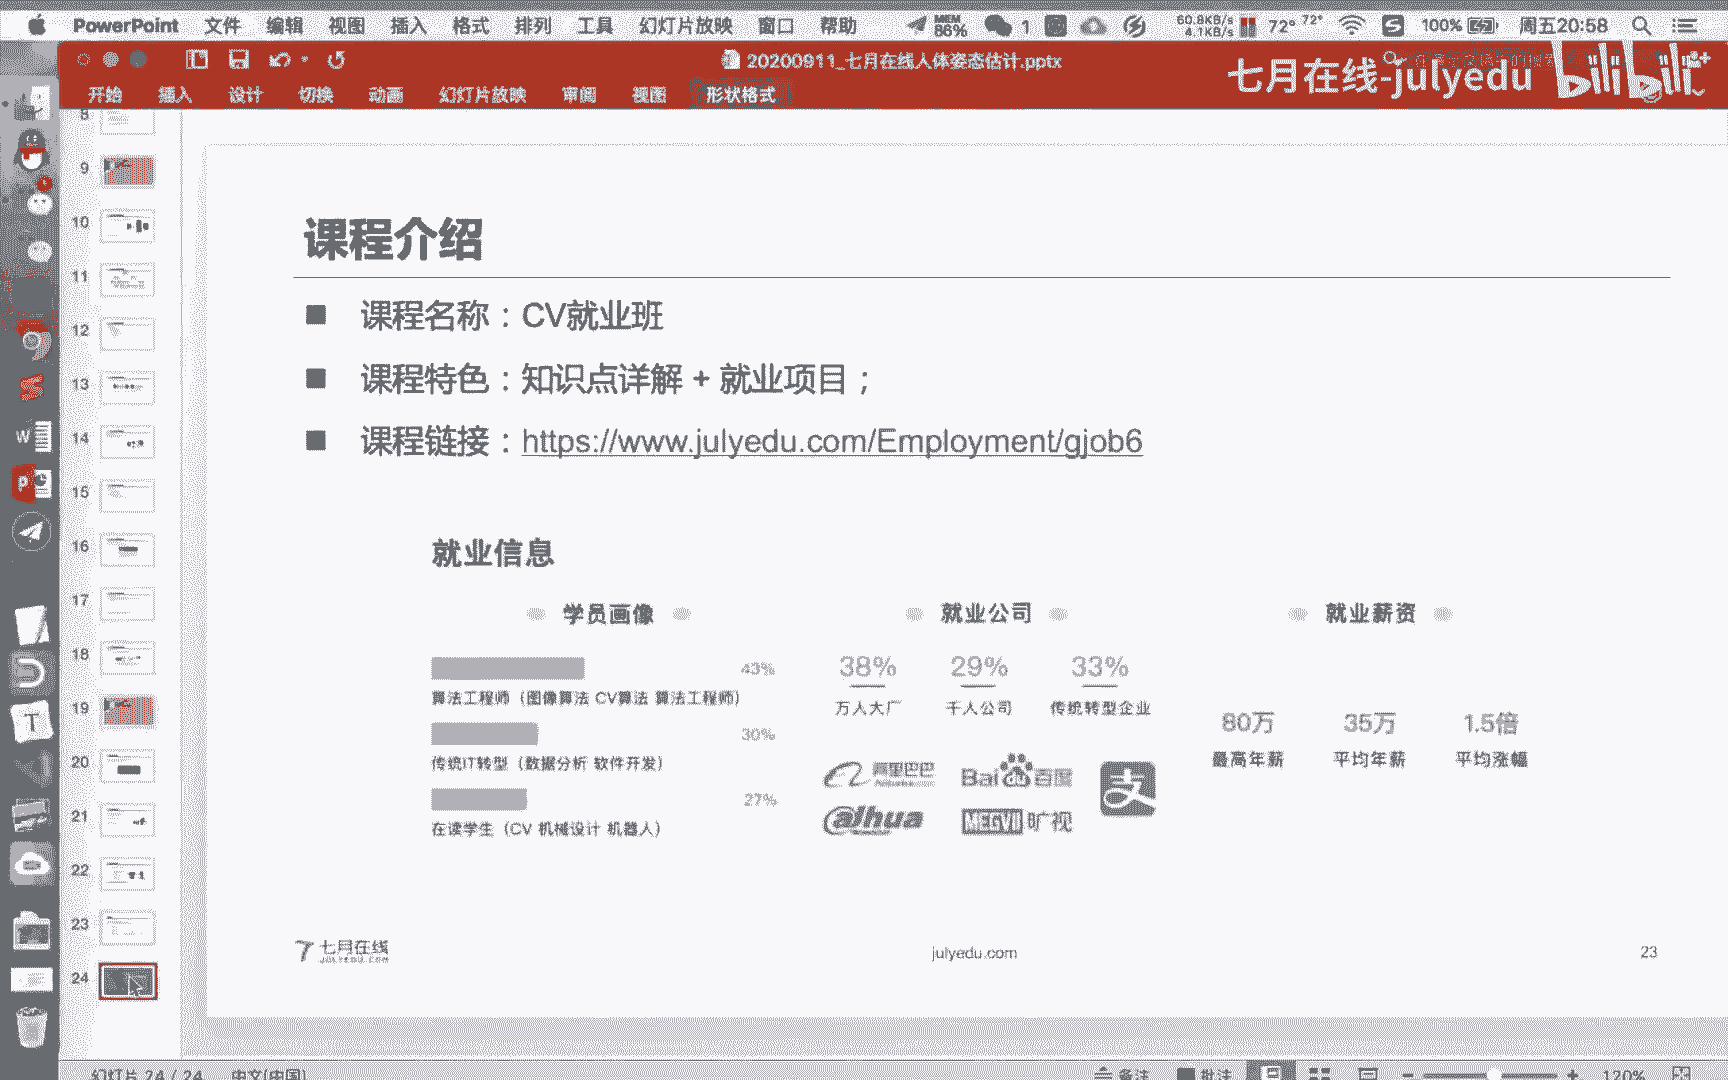 PowerPoint 文件 编辑 视图 插入 格式 排列 工具 幻灯片放映 窗口 帮助 MEM 86% 1 60.8KB/s 4.1KB/s 72° 72° 100% 周五20:58
20200911_七月在线人体姿态估计.pptx
七月在线-julyedu bilibili
开始 插入 设计 切换 动画 幻灯片放映 审阅 视图 形状格式
8
9
10
11
12
13
14
15
16
17
18
19
20
21
22
23
24
课程介绍
课程名称：CV就业班
课程特色：知识点详解 + 就业项目；
课程链接：https://www.julyedu.com/Employment/gjob6
就业信息
学员画像 就业公司 就业薪资
43%
算法工程师（图像算法 CV算法 算法工程师）
30%
传统IT转型（数据分析 软件开发）
27%
在读学生（CV 机械设计 机器人）
38% 29% 33%
万人大厂 千人公司 传统转型企业
阿里巴巴 Bai du 百度 支
alhua MEGVII 旷视
80万 35万 1.5倍
最高年薪 平均年薪 平均涨幅
七月在线 JULYEDU.COM
julyedu.com
23
幻灯片 24 / 24 中文(中国) 备注 批注 120%